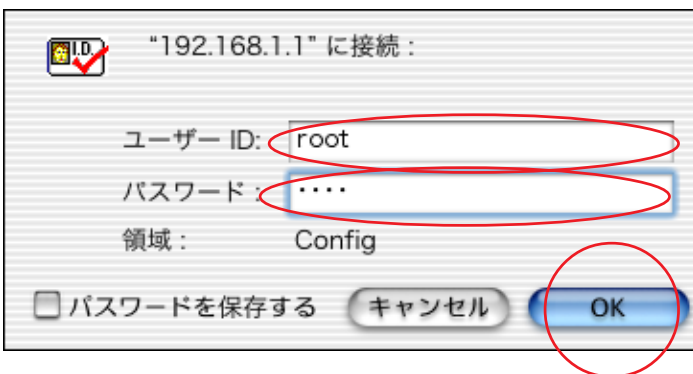 I.D.
“192.168.1.1” に接続 :
ユーザー ID: root
パスワード : ････
領域 : Config
パスワードを保存する キャンセル OK